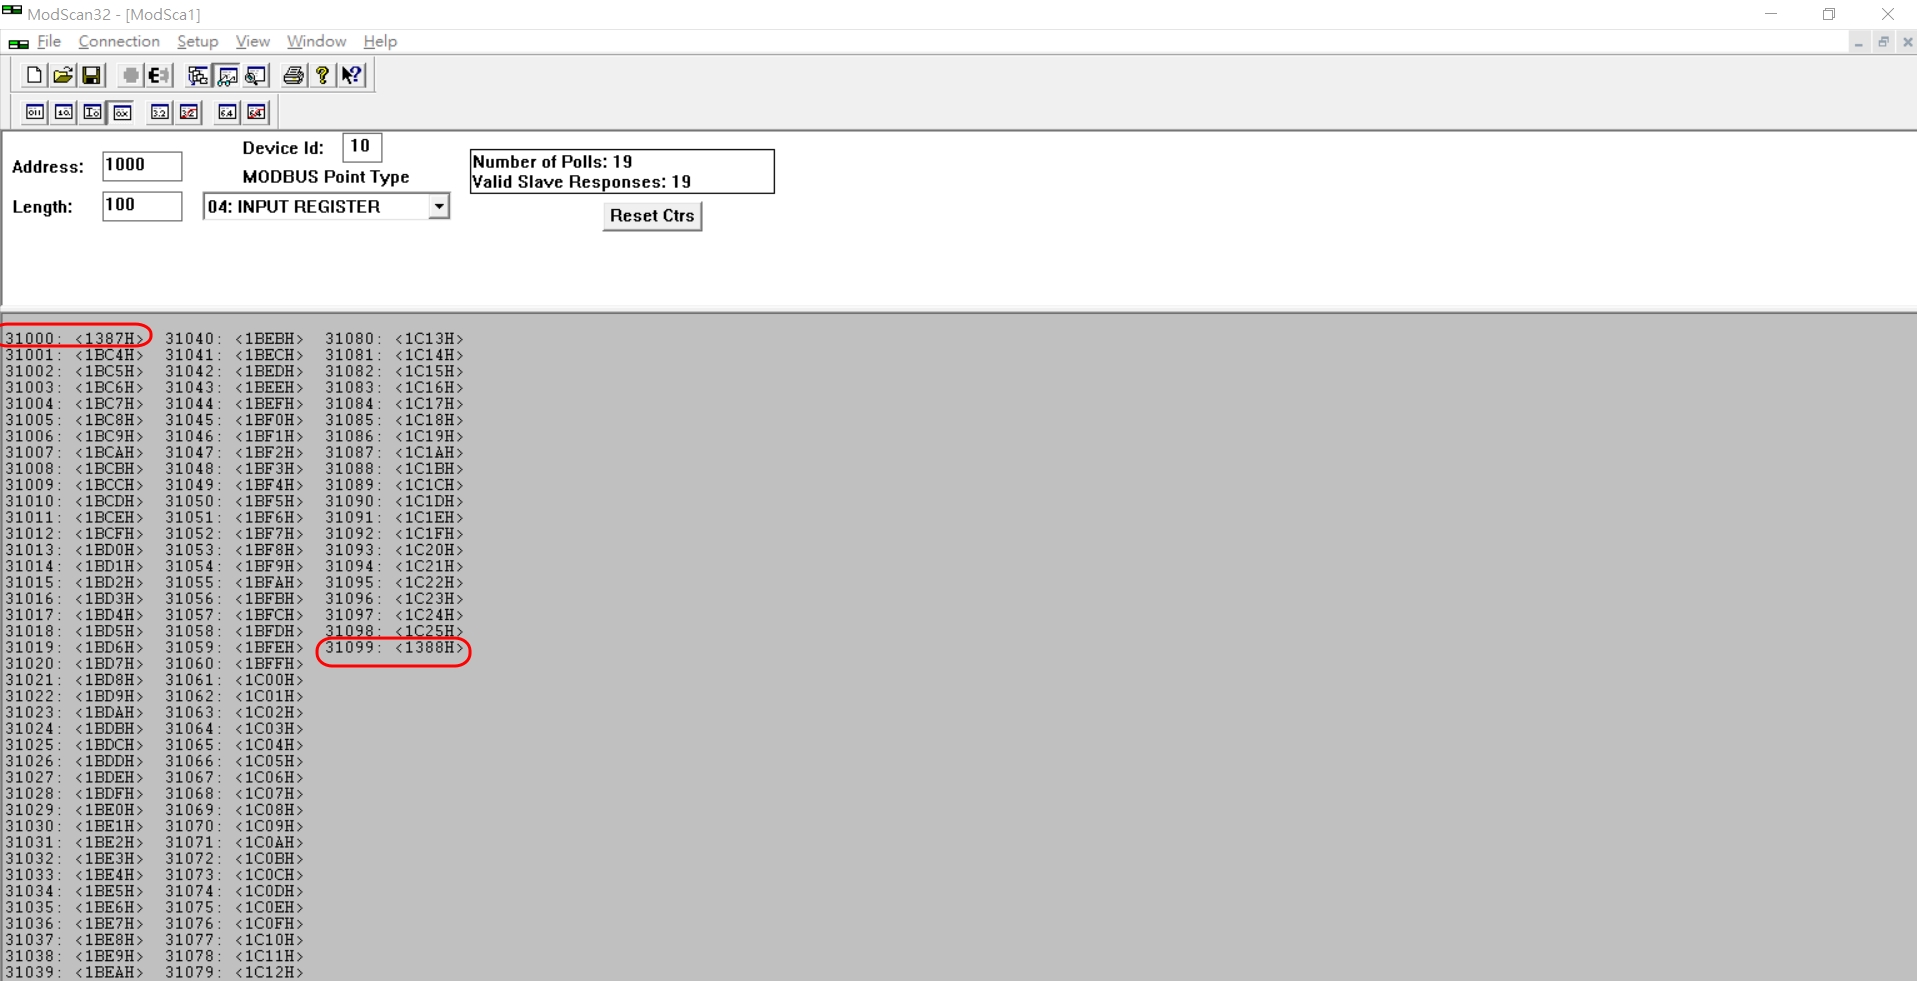 ModScan32 - [ModSca1]
File Connection Setup View Window Help
Address: 1000
Device Id: 10
MODBUS Point Type
Length: 100
04: INPUT REGISTER
Number of Polls: 19
Valid Slave Responses: 19
Reset Ctrs
31000: <1387H> 31040: <1BEBH> 31080: <1C13H>
31001: <1BC4H> 31041: <1BECH> 31081: <1C14H>
31002: <1BC5H> 31042: <1BEDH> 31082: <1C15H>
31003: <1BC6H> 31043: <1BEEH> 31083: <1C16H>
31004: <1BC7H> 31044: <1BEFH> 31084: <1C17H>
31005: <1BC8H> 31045: <1BF0H> 31085: <1C18H>
31006: <1BC9H> 31046: <1BF1H> 31086: <1C19H>
31007: <1BCAH> 31047: <1BF2H> 31087: <1C1AH>
31008: <1BCBH> 31048: <1BF3H> 31088: <1C1BH>
31009: <1BCCH> 31049: <1BF4H> 31089: <1C1CH>
31010: <1BCDH> 31050: <1BF5H> 31090: <1C1DH>
31011: <1BCEH> 31051: <1BF6H> 31091: <1C1EH>
31012: <1BCFH> 31052: <1BF7H> 31092: <1C1FH>
31013: <1BD0H> 31053: <1BF8H> 31093: <1C20H>
31014: <1BD1H> 31054: <1BF9H> 31094: <1C21H>
31015: <1BD2H> 31055: <1BFAH> 31095: <1C22H>
31016: <1BD3H> 31056: <1BFBH> 31096: <1C23H>
31017: <1BD4H> 31057: <1BFCH> 31097: <1C24H>
31018: <1BD5H> 31058: <1BFDH> 31098: <1C25H>
31019: <1BD6H> 31059: <1BFEH> 31099: <1388H>
31020: <1BD7H> 31060: <1BFFH>
31021: <1BD8H> 31061: <1C00H>
31022: <1BD9H> 31062: <1C01H>
31023: <1BDAH> 31063: <1C02H>
31024: <1BDBH> 31064: <1C03H>
31025: <1BDCH> 31065: <1C04H>
31026: <1BDDH> 31066: <1C05H>
31027: <1BDEH> 31067: <1C06H>
31028: <1BDFH> 31068: <1C07H>
31029: <1BE0H> 31069: <1C08H>
31030: <1BE1H> 31070: <1C09H>
31031: <1BE2H> 31071: <1C0AH>
31032: <1BE3H> 31072: <1C0BH>
31033: <1BE4H> 31073: <1C0CH>
31034: <1BE5H> 31074: <1C0DH>
31035: <1BE6H> 31075: <1C0EH>
31036: <1BE7H> 31076: <1C0FH>
31037: <1BE8H> 31077: <1C10H>
31038: <1BE9H> 31078: <1C11H>
31039: <1BEAH> 31079: <1C12H>